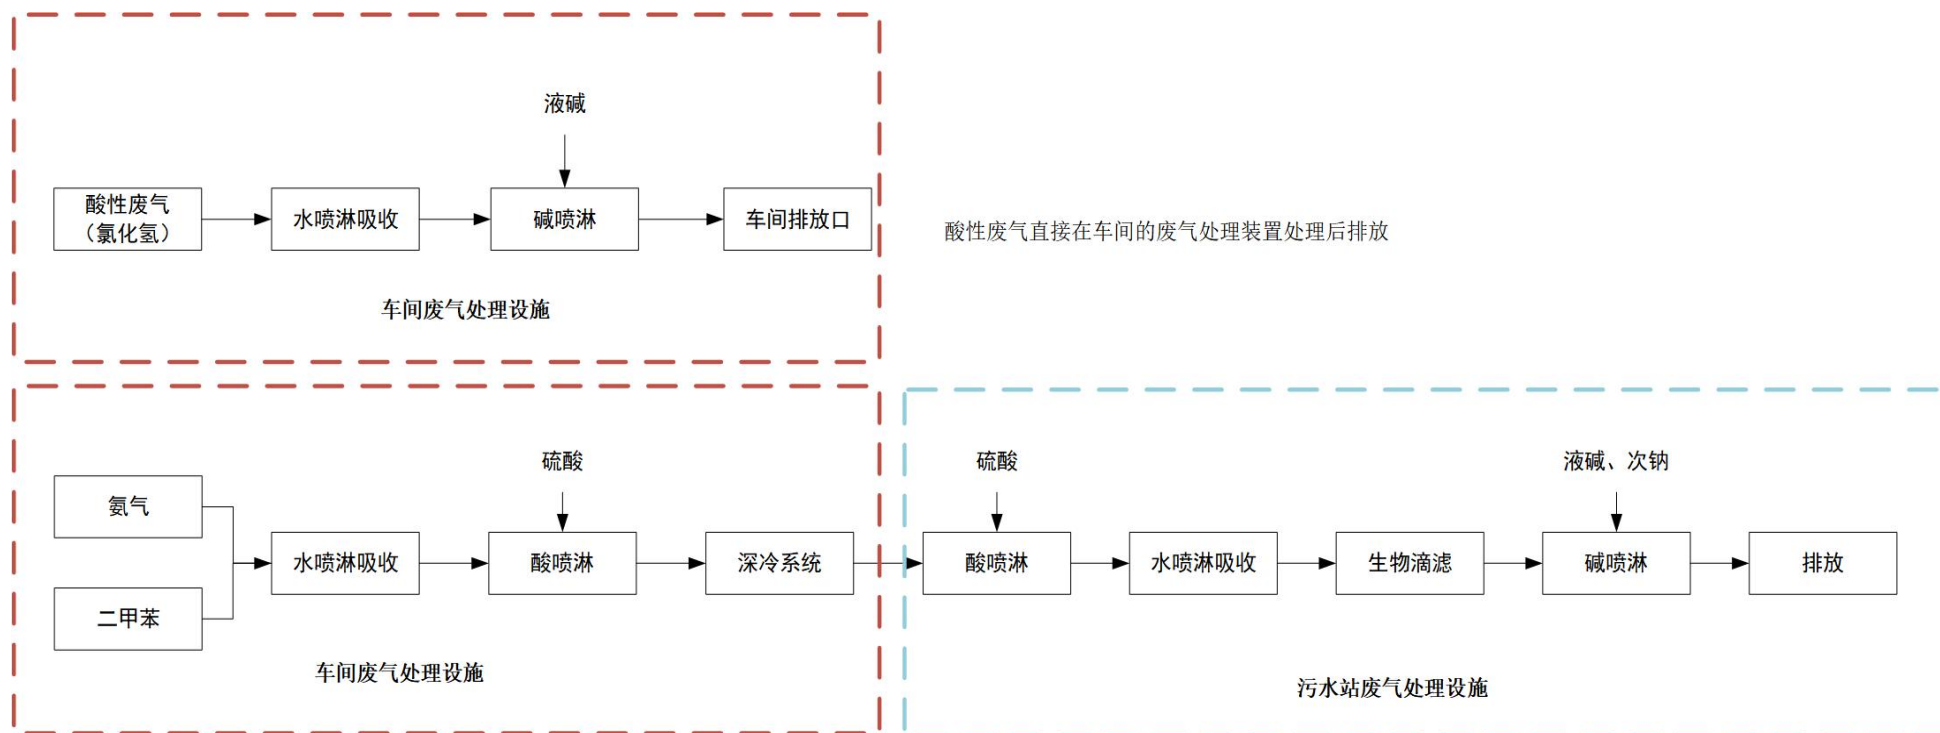 液碱
酸性废气
（氯化氢）
水喷淋吸收
碱喷淋
车间排放口
酸性废气直接在车间的废气处理装置处理后排放
车间废气处理设施
硫酸
硫酸
液碱、次钠
氨气
二甲苯
水喷淋吸收
酸喷淋
深冷系统
酸喷淋
水喷淋吸收
生物滴滤
碱喷淋
排放
车间废气处理设施
污水站废气处理设施